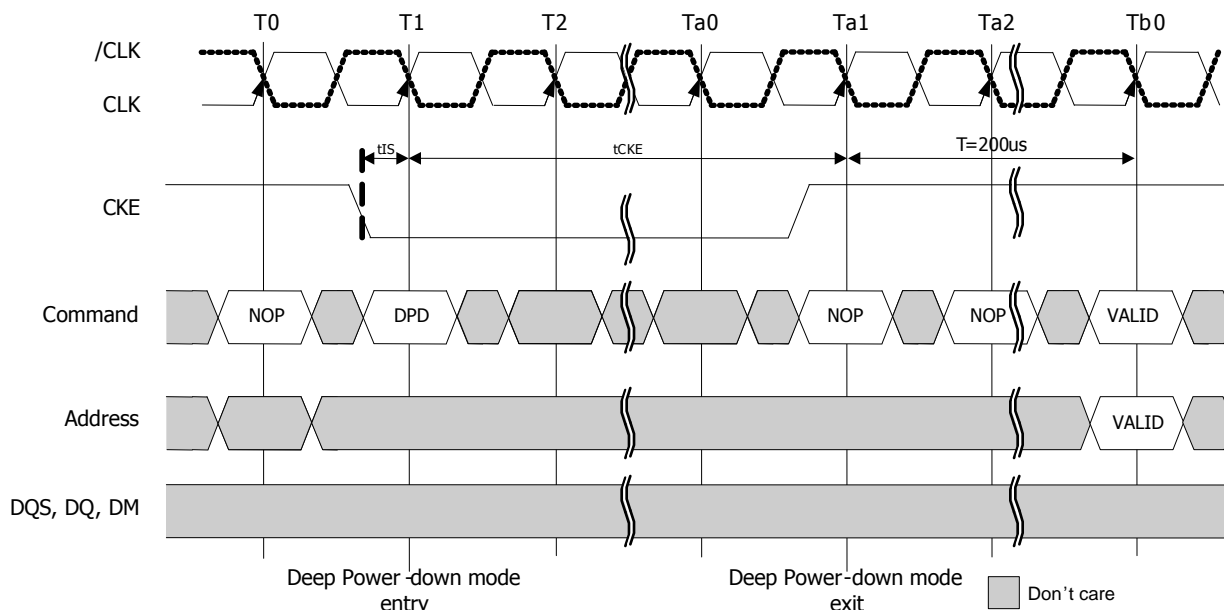 T0 T1 T2 Ta0 Ta1 Ta2 Tb0
/CLK
CLK
tIS tCKE T=200us
CKE
Command NOP DPD NOP NOP VALID
Address VALID
DQS, DQ, DM
Deep Power-down mode entry
Deep Power-down mode exit
Don't care